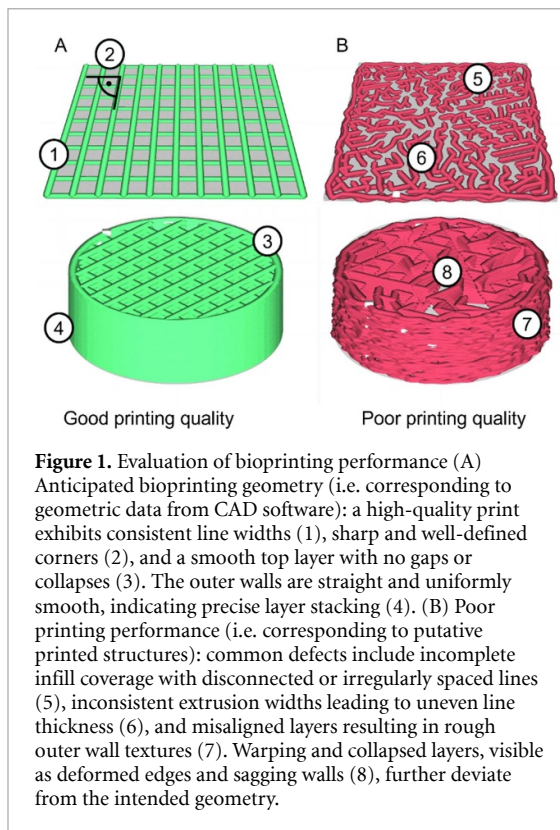 A
B
2
5
1
6
3
8
4
7
Good printing quality
Poor printing quality
Figure 1. Evaluation of bioprinting performance (A)
Anticipated bioprinting geometry (i.e. corresponding to
geometric data from CAD software): a high-quality print
exhibits consistent line widths (1), sharp and well-defined
corners (2), and a smooth top layer with no gaps or
collapses (3). The outer walls are straight and uniformly
smooth, indicating precise layer stacking (4). (B) Poor
printing performance (i.e. corresponding to putative
printed structures): common defects include incomplete
infill coverage with disconnected or irregularly spaced lines
(5), inconsistent extrusion widths leading to uneven line
thickness (6), and misaligned layers resulting in rough
outer wall textures (7). Warping and collapsed layers, visible
as deformed edges and sagging walls (8), further deviate
from the intended geometry.